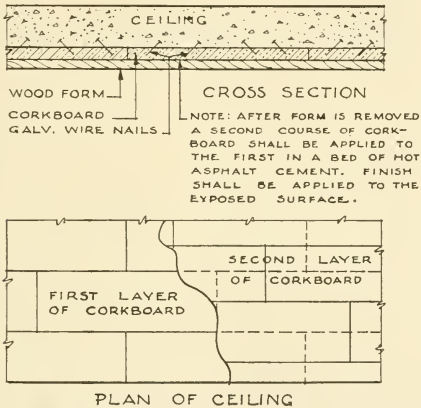 CEILING
WOOD FORM
CORKBOARD
GALV. WIRE NAILS
CROSS SECTION
NOTE: AFTER FORM IS REMOVED
A SECOND COURSE OF CORK-
BOARD SHALL BE APPLIED TO
THE FIRST IN A BED OF HOT
ASPHALT CEMENT. FINISH
SHALL BE APPLIED TO THE
EYPOSED SURFACE.
SECOND LAYER
OF CORKBOARD
FIRST LAYER
OF CORKBOARD
PLAN OF CEILING